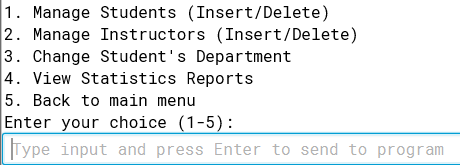 1. Manage Students (Insert/Delete)
2. Manage Instructors (Insert/Delete)
3. Change Student's Department
4. View Statistics Reports
5. Back to main menu
Enter your choice (1-5):
Type input and press Enter to send to program